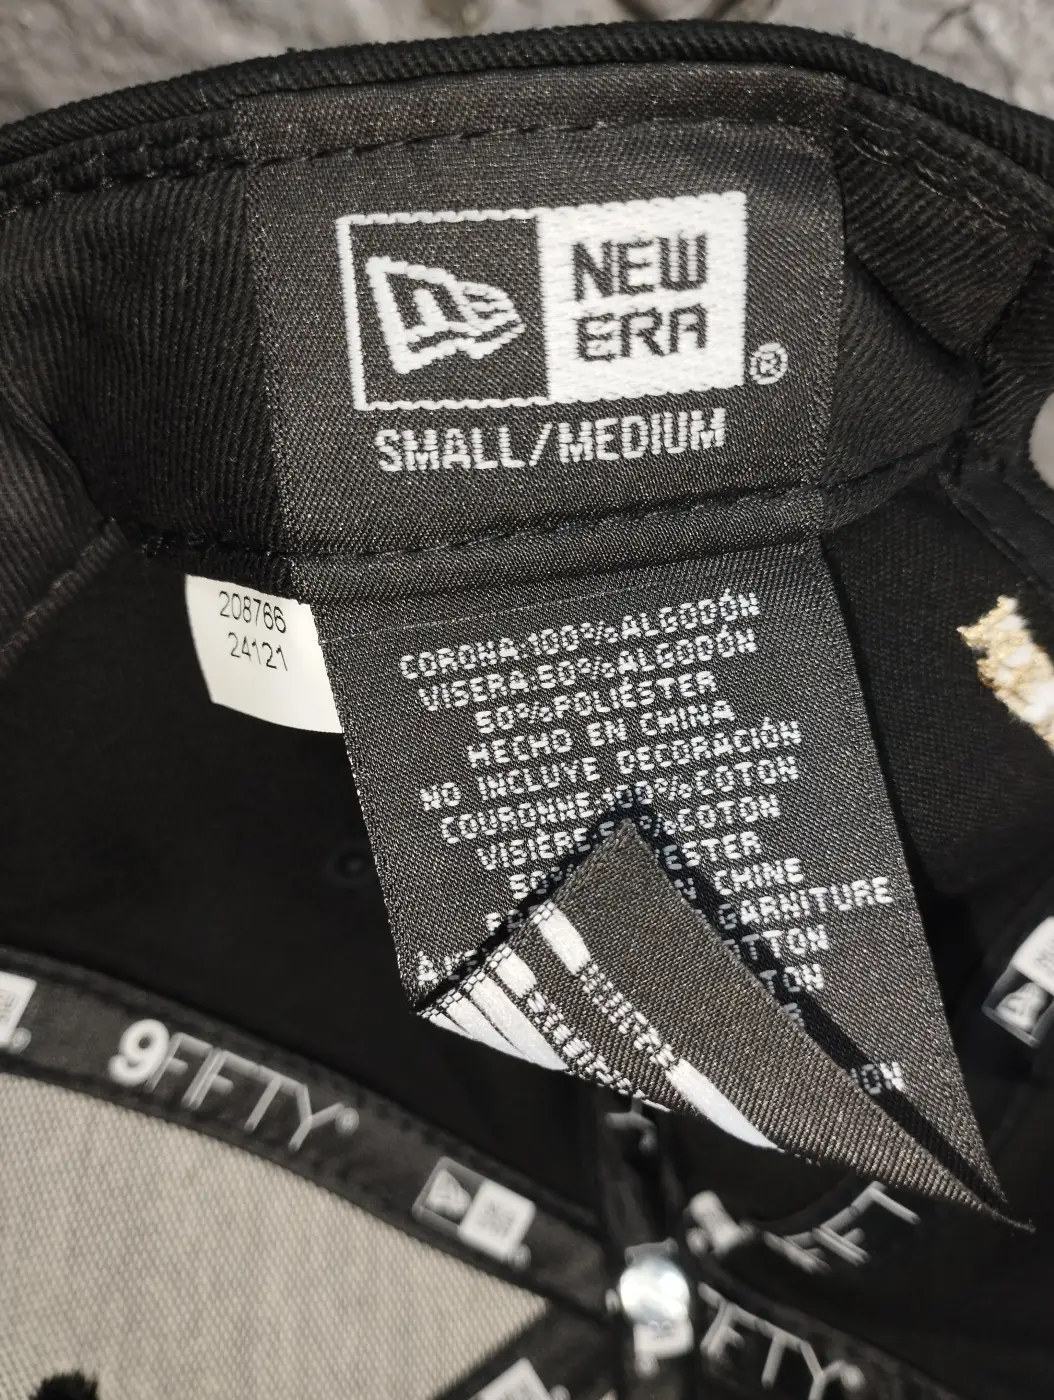 NEW
ERA
®
SMALL/MEDIUM
208766
24121
CORONA:100%ALGODÓN
VISERA:50%ALGODÓN
50%POLIÉSTER
HECHO EN CHINA
NO INCLUYE DECORACIÓN
COURONNE:100%COTON
VISIÈRE COTON
CHINE
GARNITURE
9FIFTY